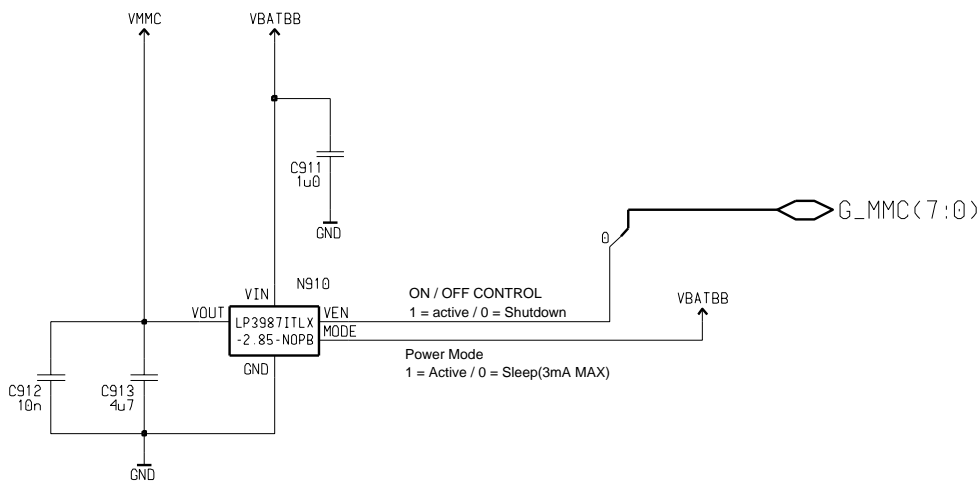 VMMC
VBATBB
C911
1u0
GND
G_MMC(7:0)
0
VIN
N910
VOUT
LP3987ITLX
-2.85-NOPB
VEN
MODE
GND
ON / OFF CONTROL
1 = active / 0 = Shutdown
VBATBB
Power Mode
1 = Active / 0 = Sleep(3mA MAX)
C912
10n
C913
4u7
GND